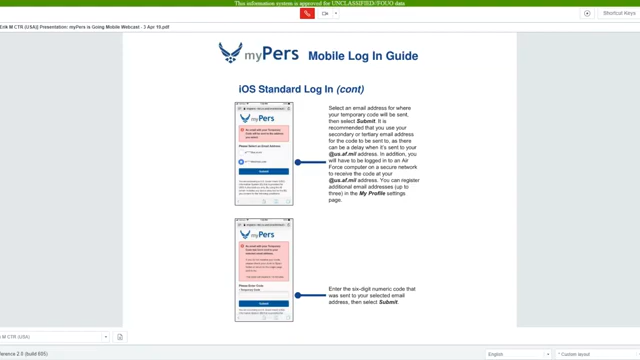 This information system is approved for UNCLASSIFIED//FOUO data
Shortcut Keys
Erik M CTR (USA)] Presentation: myPers is Going Mobile Webcast - 3 Apr 19.pdf
myPers Mobile Log In Guide
iOS Standard Log In (cont)
myPers
Submit
Select an email address for where
your temporary code will be sent,
then select Submit. It is
recommended that you use your
secondary or tertiary email address
for the code to be sent to, as there
can be a delay when it's sent to your
@us.af.mil address. In addition, you
will have to be logged in to an Air
Force computer on a secure network
to receive the code at your
@us.af.mil address. You can register
additional email addresses (up to
three) in the My Profile settings
page.
myPers
Submit
Enter the six-digit numeric code that
was sent to your selected email
address, then select Submit.
M CTR (USA)
English
* Custom layout